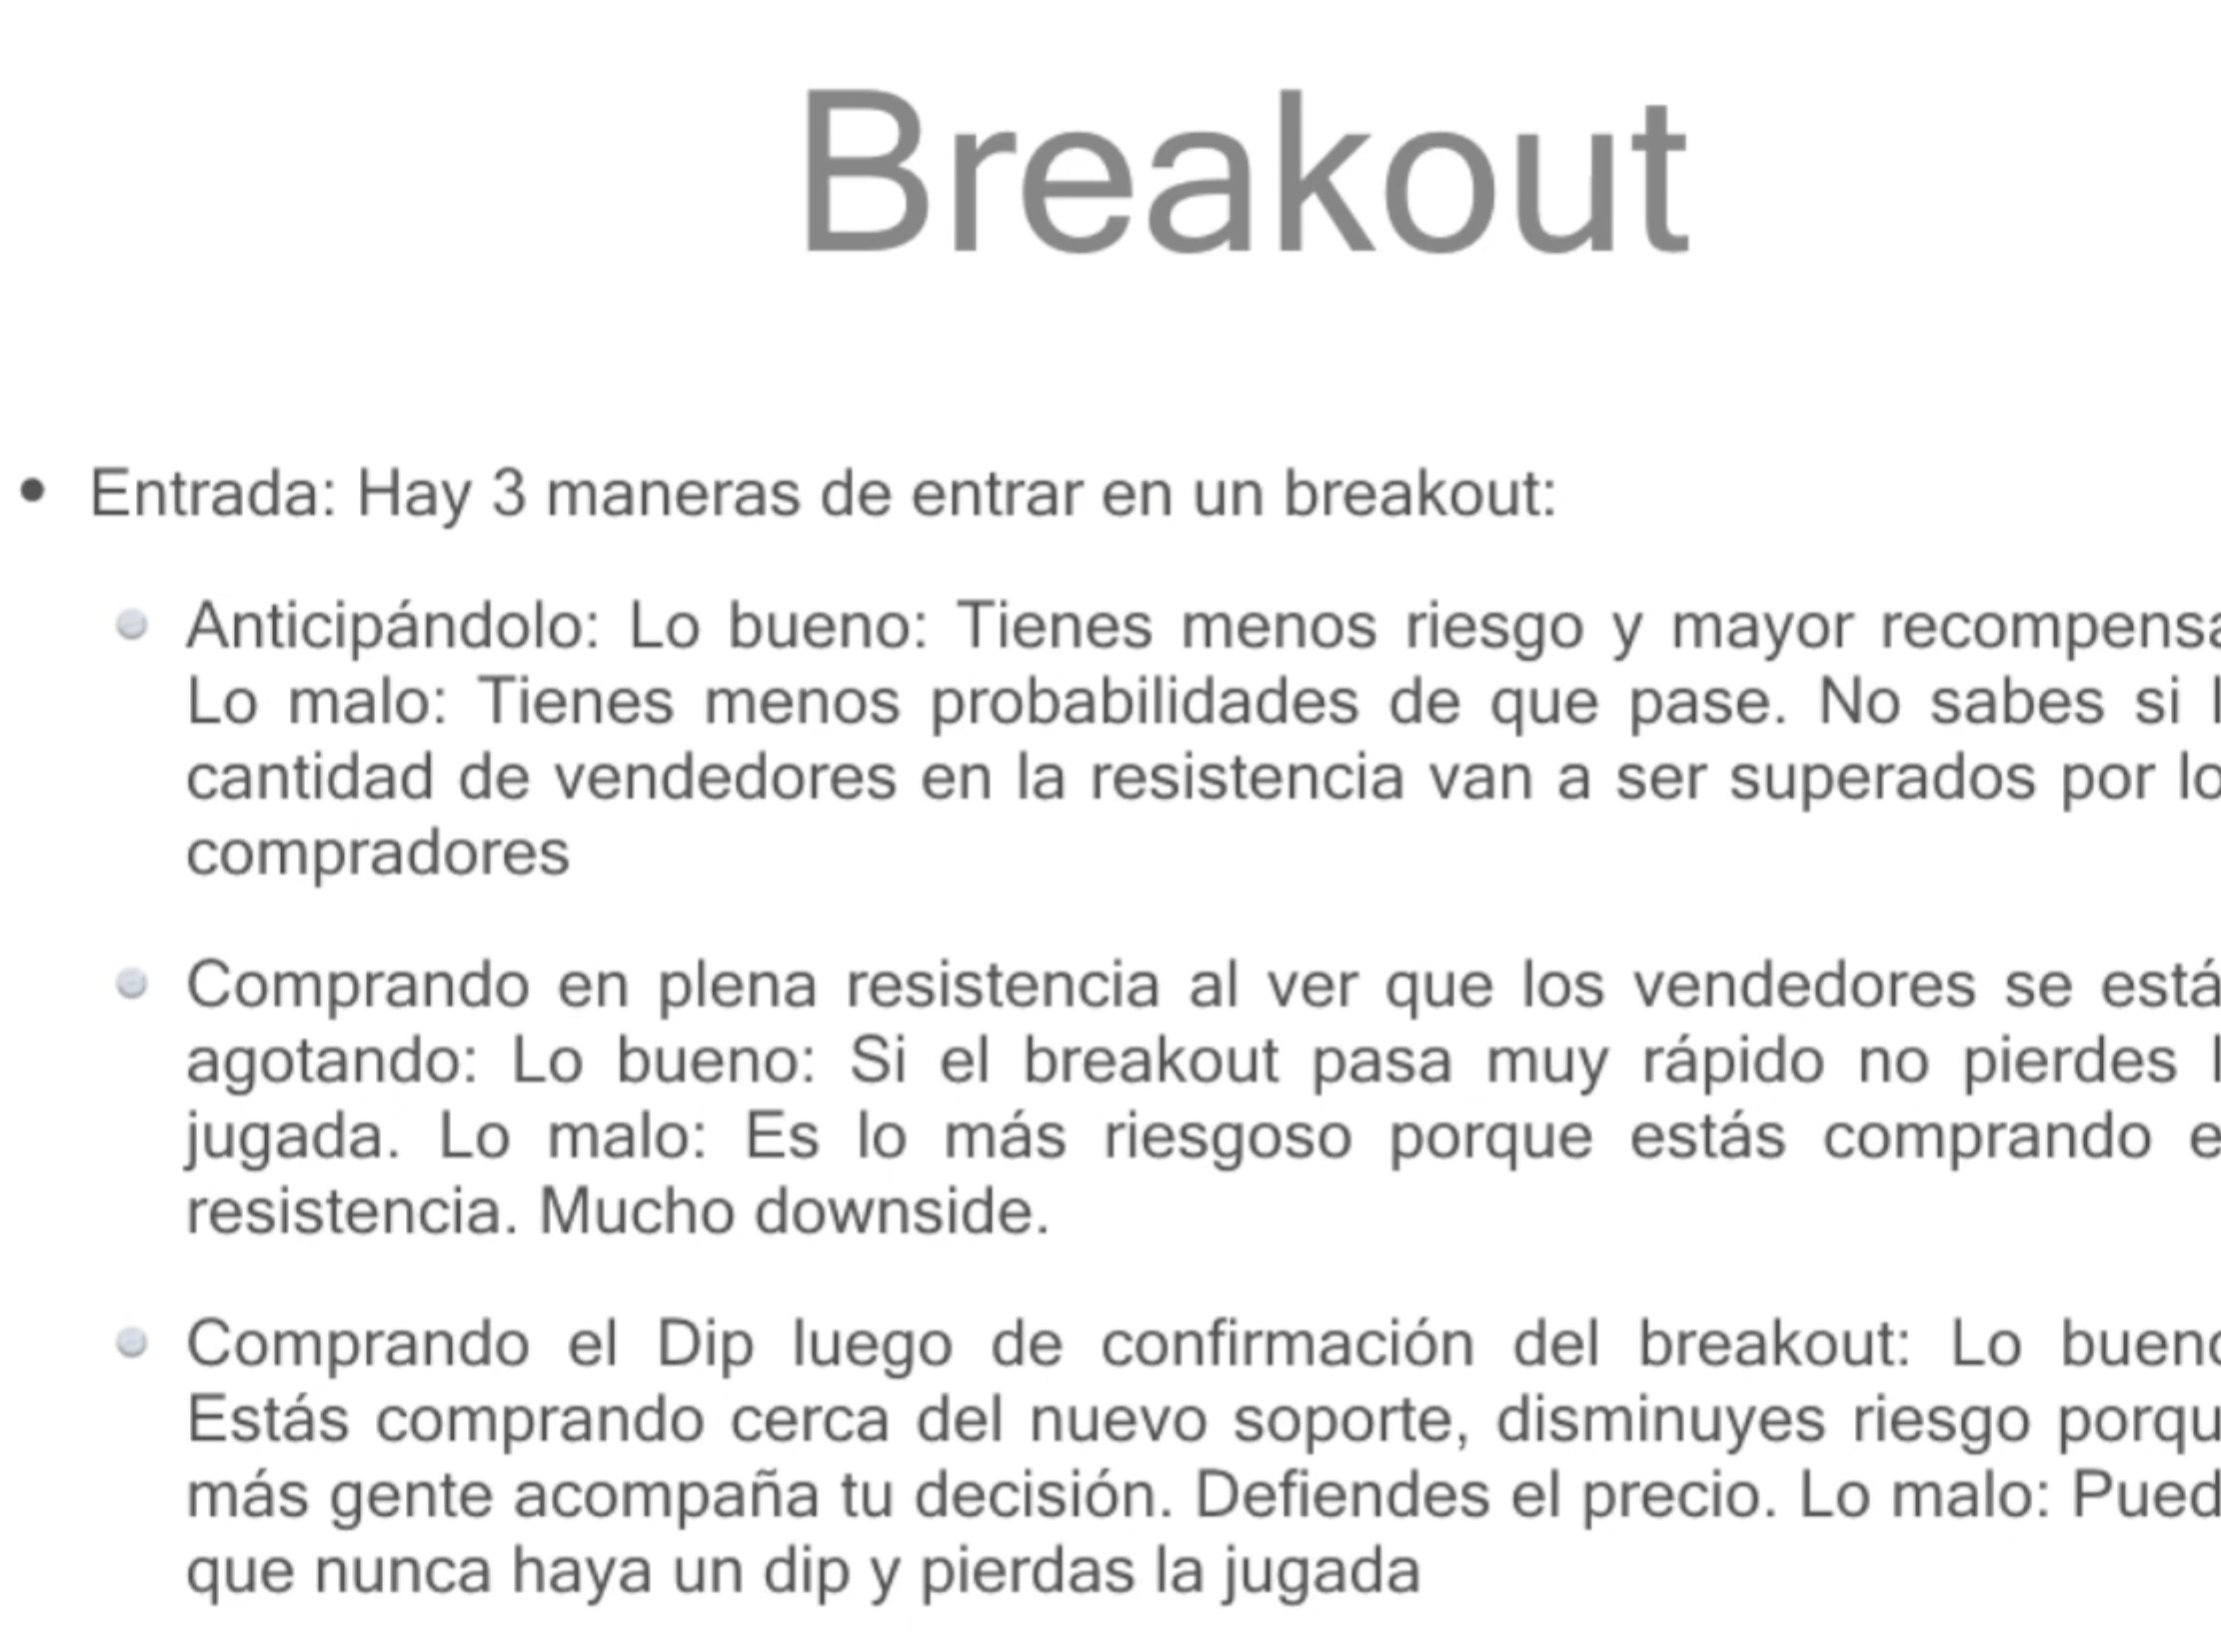 Breakout
• Entrada: Hay 3 maneras de entrar en un breakout:
Anticipándolo: Lo bueno: Tienes menos riesgo y mayor recompensa
Lo malo: Tienes menos probabilidades de que pase. No sabes si l
cantidad de vendedores en la resistencia van a ser superados por lo
compradores
Comprando en plena resistencia al ver que los vendedores se está
agotando: Lo bueno: Si el breakout pasa muy rápido no pierdes l
jugada. Lo malo: Es lo más riesgoso porque estás comprando e
resistencia. Mucho downside.
Comprando el Dip luego de confirmación del breakout: Lo bueno
Estás comprando cerca del nuevo soporte, disminuyes riesgo porqu
más gente acompaña tu decisión. Defiendes el precio. Lo malo: Pued
que nunca haya un dip y pierdas la jugada